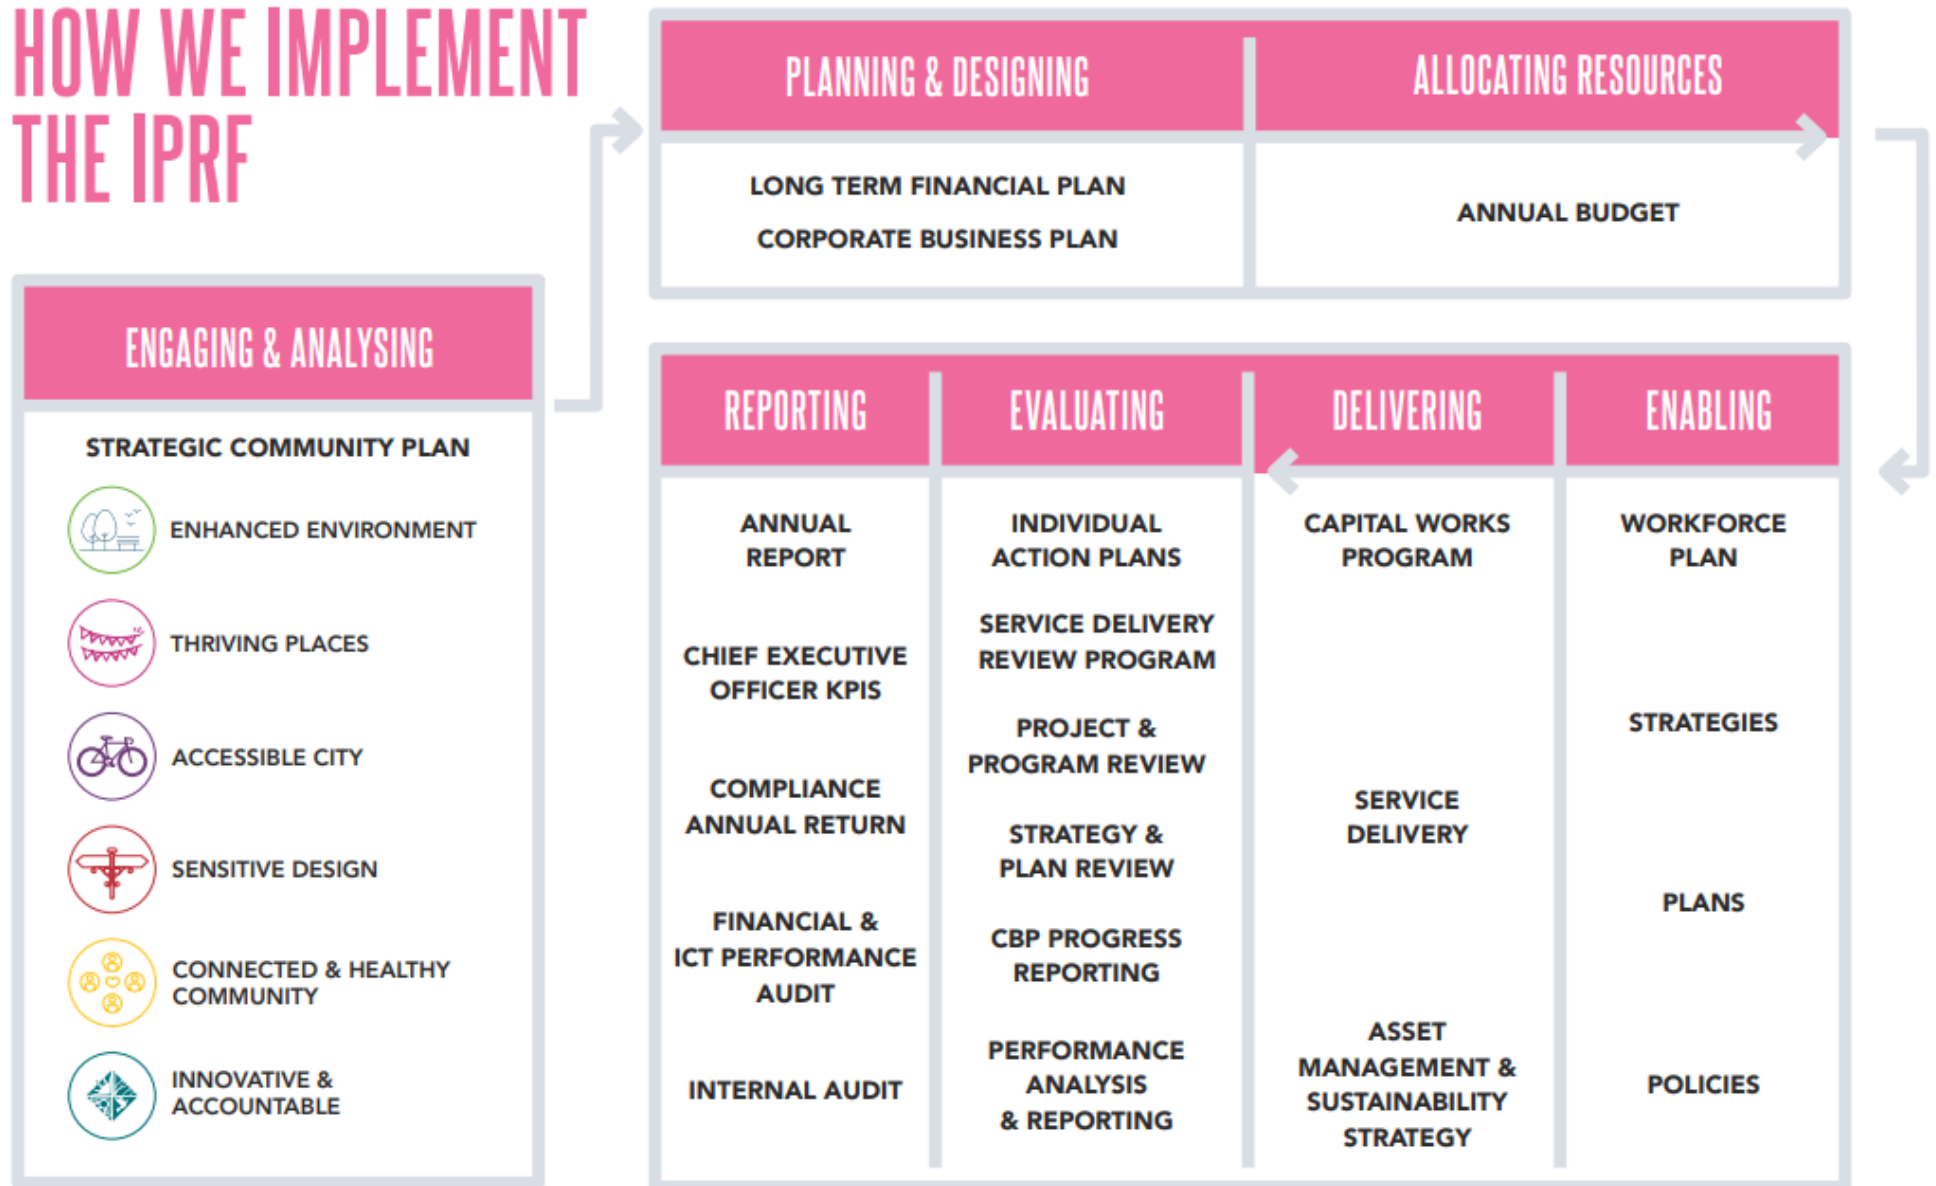 HOW WE IMPLEMENT
THE IPRF
ENGAGING & ANALYSING
STRATEGIC COMMUNITY PLAN
ENHANCED ENVIRONMENT
THRIVING PLACES
ACCESSIBLE CITY
SENSITIVE DESIGN
CONNECTED & HEALTHY
COMMUNITY
INNOVATIVE &
ACCOUNTABLE
PLANNING & DESIGNING
LONG TERM FINANCIAL PLAN
CORPORATE BUSINESS PLAN
ALLOCATING RESOURCES
ANNUAL BUDGET
REPORTING
ANNUAL
REPORT
CHIEF EXECUTIVE
OFFICER KPIS
COMPLIANCE
ANNUAL RETURN
FINANCIAL &
ICT PERFORMANCE
AUDIT
INTERNAL AUDIT
EVALUATING
INDIVIDUAL
ACTION PLANS
SERVICE DELIVERY
REVIEW PROGRAM
PROJECT &
PROGRAM REVIEW
STRATEGY &
PLAN REVIEW
CBP PROGRESS
REPORTING
PERFORMANCE
ANALYSIS
& REPORTING
DELIVERING
CAPITAL WORKS
PROGRAM
SERVICE
DELIVERY
ASSET
MANAGEMENT &
SUSTAINABILITY
STRATEGY
ENABLING
WORKFORCE
PLAN
STRATEGIES
PLANS
POLICIES